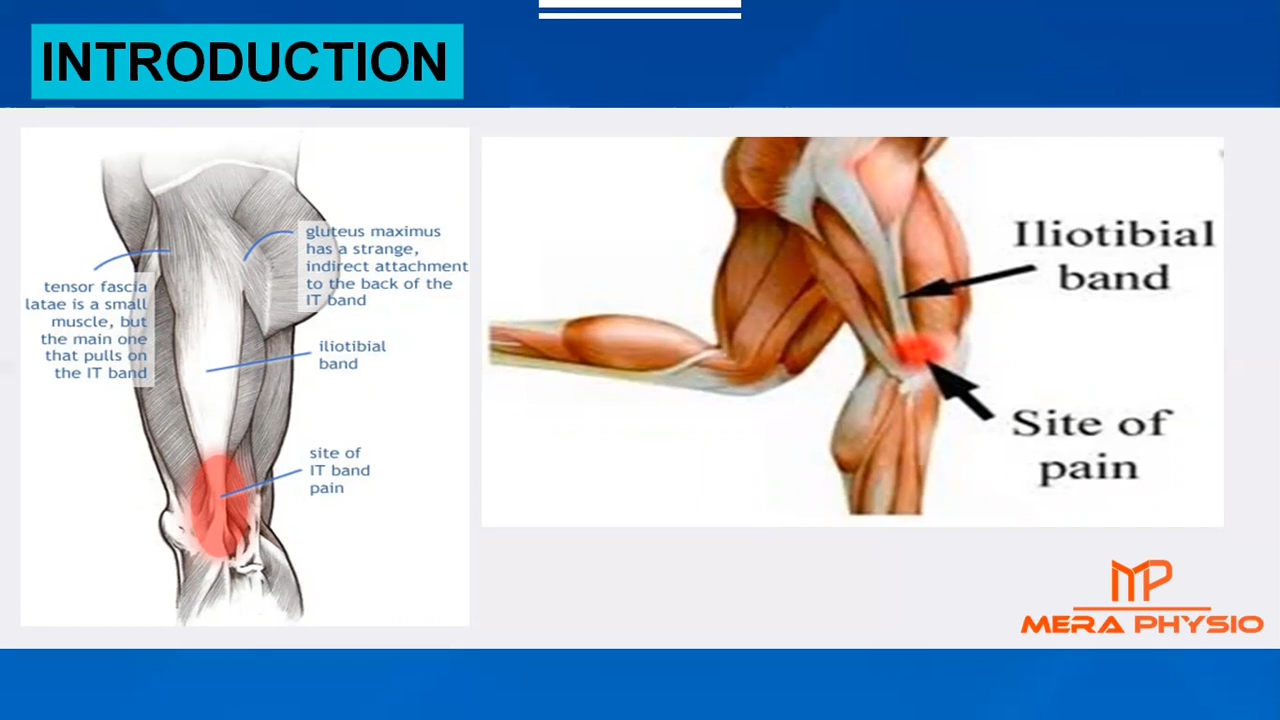 INTRODUCTION
gluteus maximus
has a strange,
indirect attachment
to the back of the
IT band
tensor fascia
latae is a small
muscle, but
the main one
that pulls on
the IT band
iliotibial
band
site of
IT band
pain
Iliotibial
band
Site of
pain
MP
MERA PHYSIO